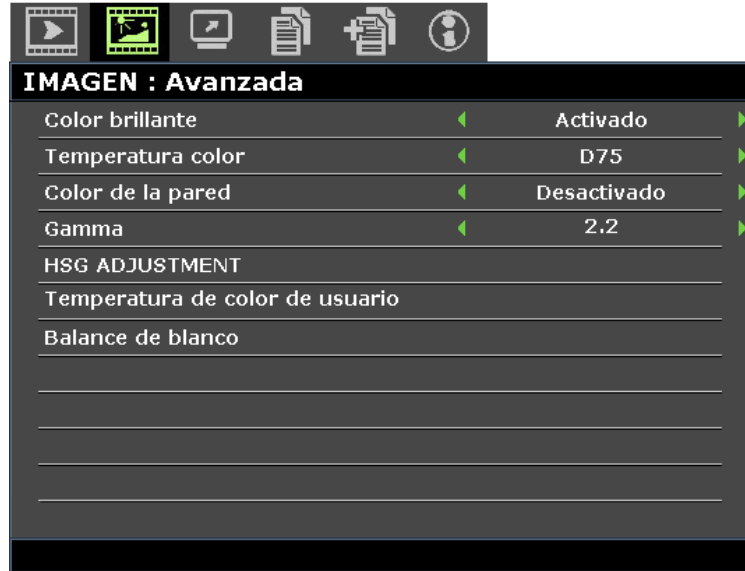 IMAGEN : Avanzada
Color brillante Activado
Temperatura color D75
Color de la pared Desactivado
Gamma 2.2
HSG ADJUSTMENT
Temperatura de color de usuario
Balance de blanco